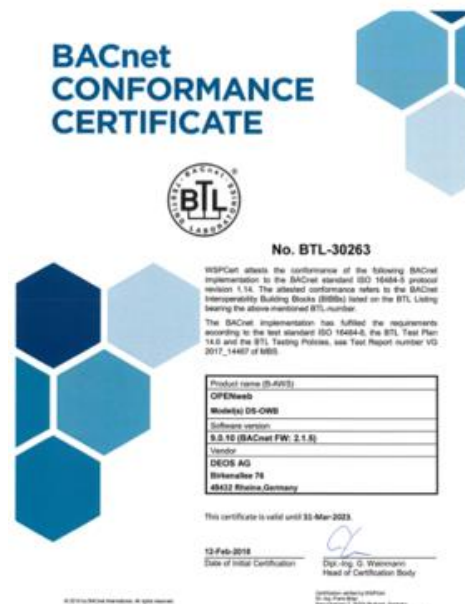 BACnet
CONFORMANCE
CERTIFICATE
BACnet
BTL
TESTING LABORATORIES
®
No. BTL-30263
WSPCert attests the conformance of the following BACnet
implementation to the BACnet standard ISO 16484-5 protocol
revision 1.14. The attested conformance refers to the BACnet
Interoperability Building Blocks (BIBBs) listed on the BTL Listing
bearing the above mentioned BTL-number.
The BACnet implementation has fulfilled the requirements
according to the test standard ISO 16484-6, the BTL Test Plan
14.0 and the BTL Testing Policies, see Test Report number VG
2017_14467 of MBS
Product name (B-AWS)
OPENweb
Model(s) DS-OWB
Software version
9.0.10 (BACnet FW: 2.1.5)
Vendor
DEOS AG
Birkenallee 76
48432 Rheine,Germany
This certificate is valid until 31-Mar-2023.
12-Feb-2018
Date of Initial Certification
Dipl.-Ing. G. Weinmann
Head of Certification Body